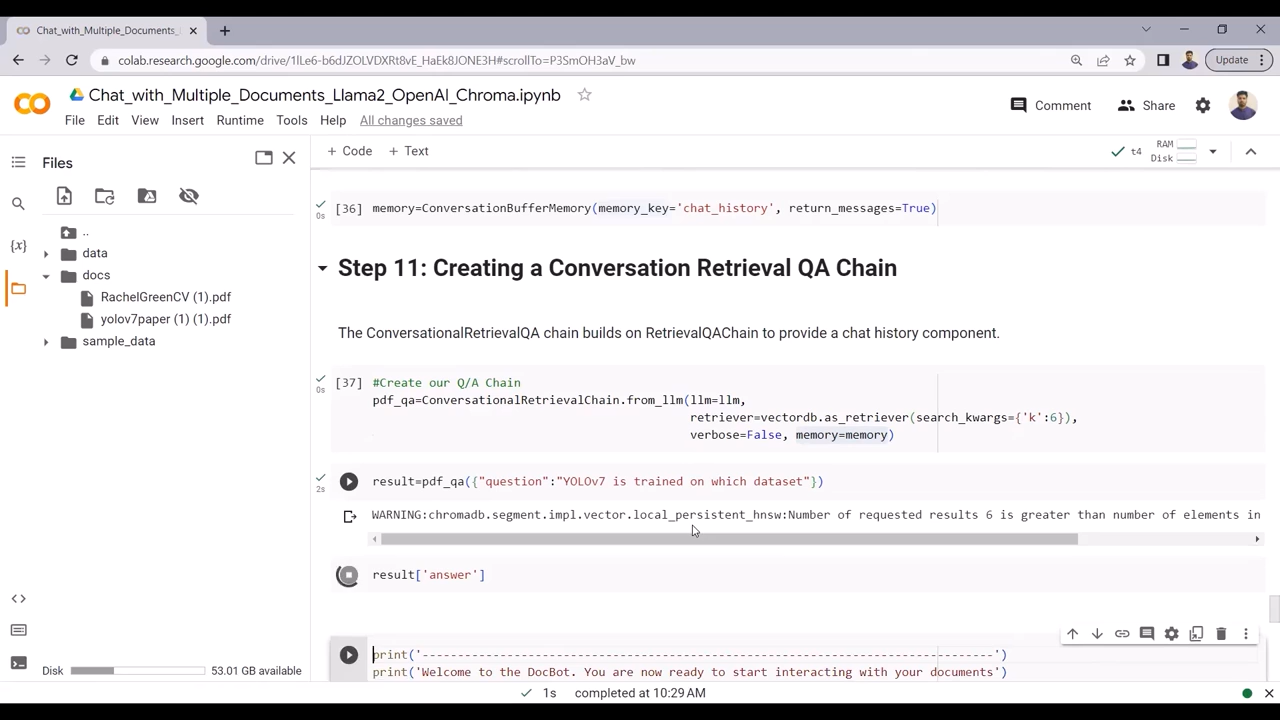 Chat_with_Multiple_Documents_
colab.research.google.com/drive/1lLe6-b6dJZOLVDXRt8vE_HaEk8JONE3H#scrollTo=P3SmOH3aV_bw
Update
Chat_with_Multiple_Documents_Llama2_OpenAI_Chroma.ipynb
Comment
Share
File Edit View Insert Runtime Tools Help All changes saved
Files
+ Code + Text
t4
RAM
Disk
..
data
docs
RachelGreenCV (1).pdf
yolov7paper (1) (1).pdf
sample_data
{x}
[36] memory=ConversationBufferMemory(memory_key='chat_history', return_messages=True)
0s
Step 11: Creating a Conversation Retrieval QA Chain
The ConversationalRetrievalQA chain builds on RetrievalQAChain to provide a chat history component.
[37] #Create our Q/A Chain
0s
pdf_qa=ConversationalRetrievalChain.from_llm(llm=llm,
retriever=vectordb.as_retriever(search_kwargs={'k':6}),
verbose=False, memory=memory)
result=pdf_qa({"question":"YOLOv7 is trained on which dataset"})
2s
WARNING:chromadb.segment.impl.vector.local_persistent_hnsw:Number of requested results 6 is greater than number of elements in
result['answer']
print('---------------------------------------------------------------------------------')
print('Welcome to the DocBot. You are now ready to start interacting with your documents')
Disk 53.01 GB available
1s completed at 10:29 AM